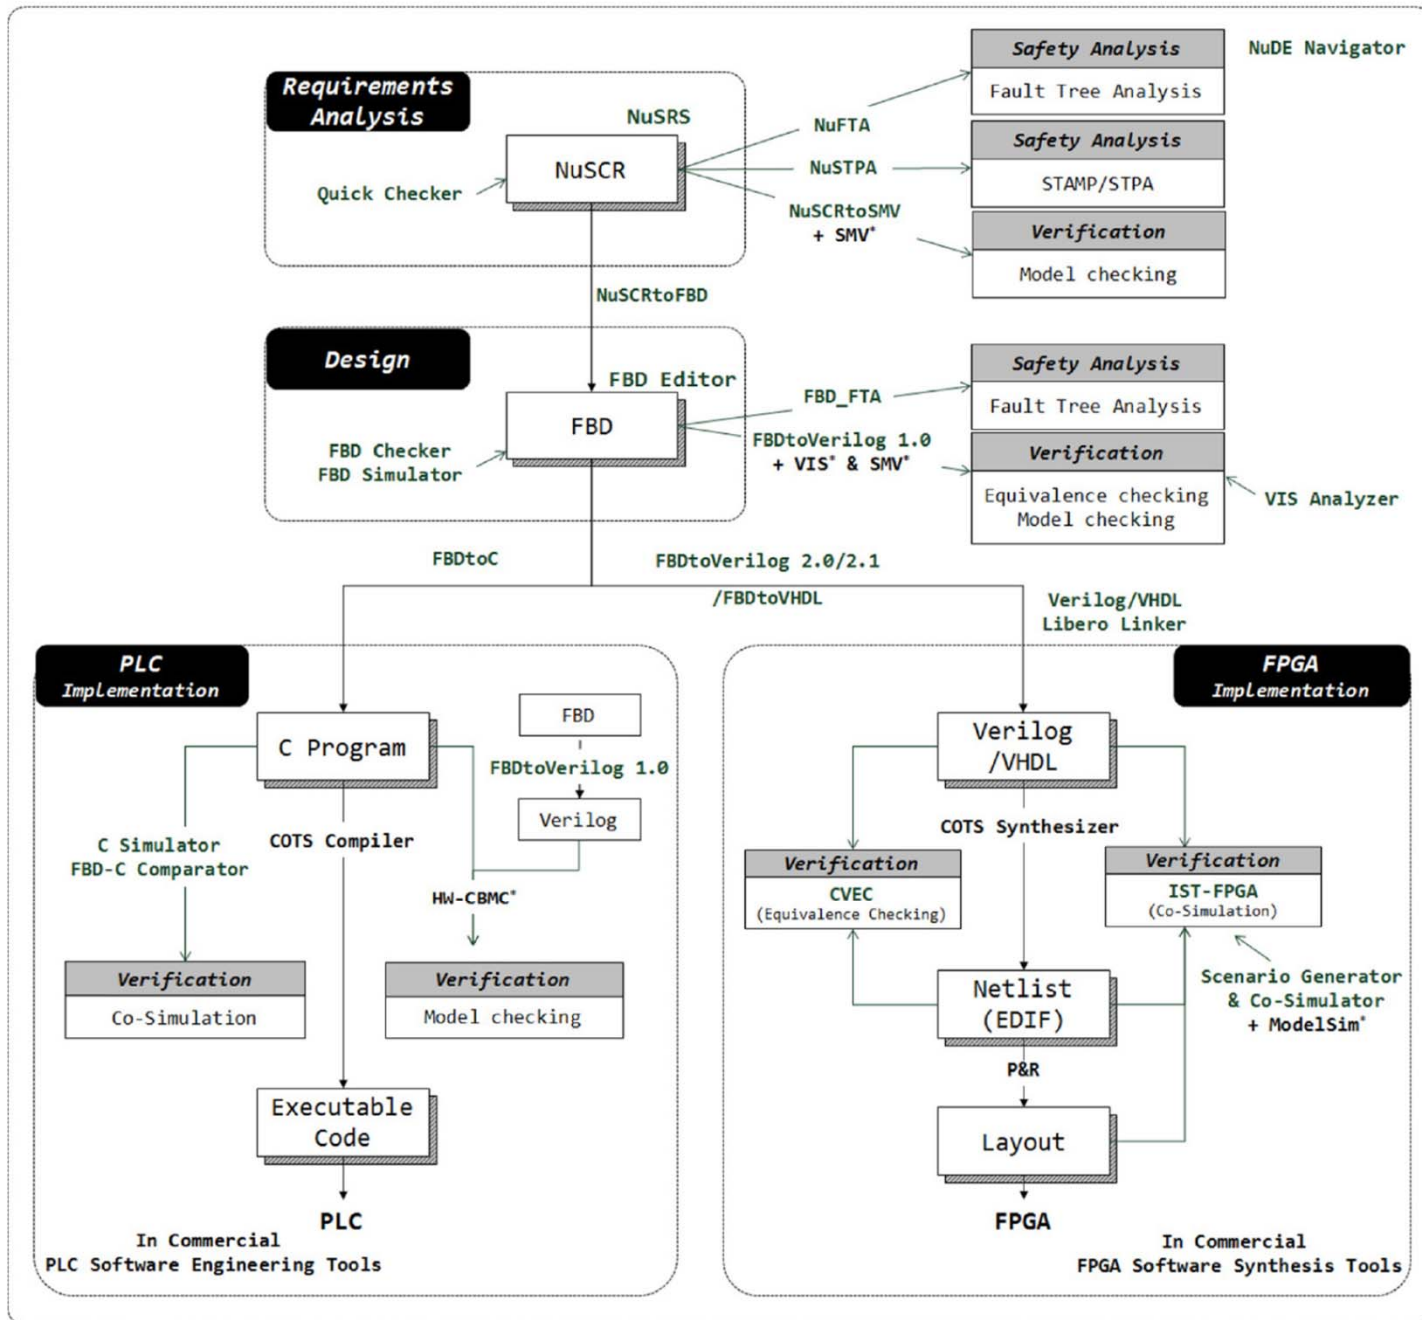 Safety Analysis
NuDE Navigator
Fault Tree Analysis
Requirements
Analysis
NuSRS
NuFTA
Safety Analysis
NuSCR
NuSTPA
STAMP/STPA
Quick Checker
NuSCRtoSMV
+ SMV*
Verification
Model checking
NuSCRtoFBD
Design
FBD Editor
Safety Analysis
FBD_FTA
Fault Tree Analysis
FBD
FBD Checker
FBD Simulator
FBDtoVerilog 1.0
+ VIS* & SMV*
Verification
Equivalence checking
Model checking
VIS Analyzer
FBDtoC
FBDtoVerilog 2.0/2.1
/FBDtoVHDL
Verilog/VHDL
Libero Linker
PLC
Implementation
C Program
FBD
FBDtoVerilog 1.0
Verilog
C Simulator
FBD-C Comparator
COTS Compiler
HW-CBMC*
Verification
Co-Simulation
Verification
Model checking
Executable
Code
PLC
In Commercial
PLC Software Engineering Tools
FPGA
Implementation
Verilog
/VHDL
COTS Synthesizer
Verification
CVEC
(Equivalence Checking)
Verification
IST-FPGA
(Co-Simulation)
Netlist
(EDIF)
Scenario Generator
& Co-Simulator
+ ModelSim*
P&R
Layout
FPGA
In Commercial
FPGA Software Synthesis Tools